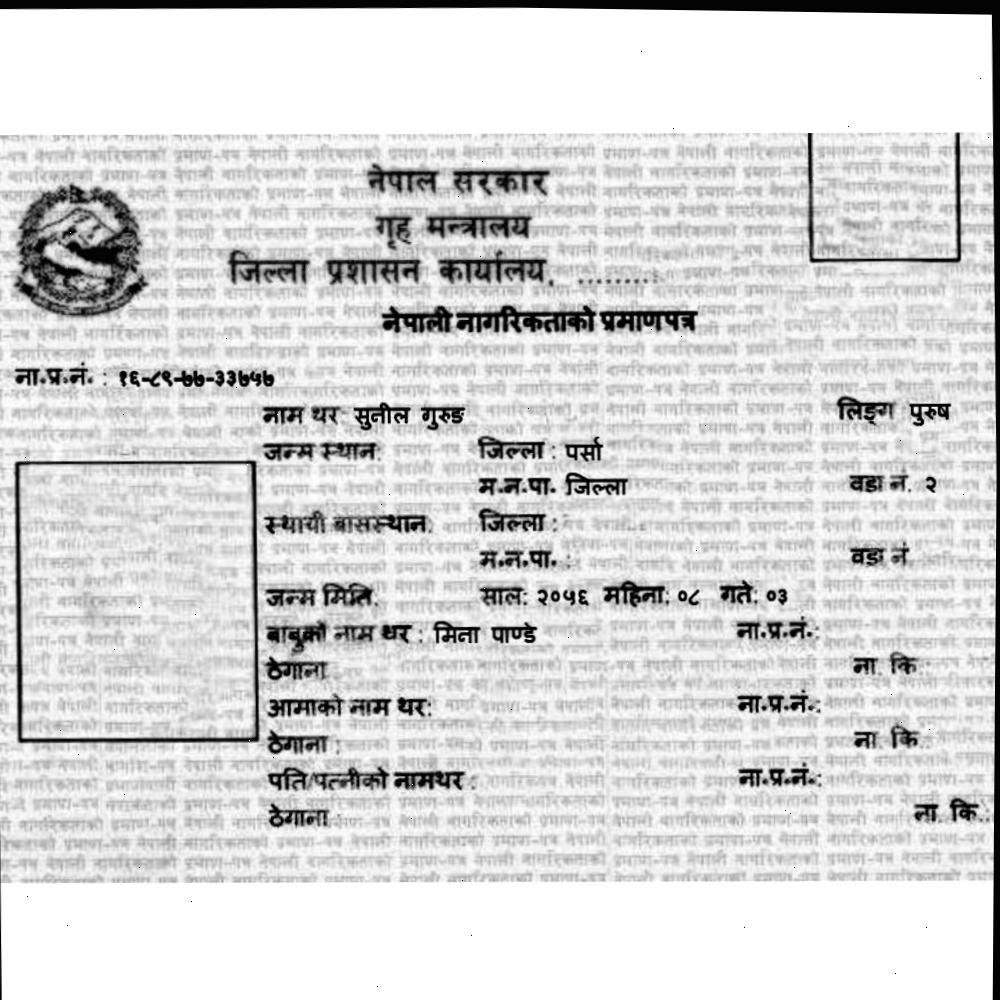 नेपाल सरकार
गृह मन्त्रालय
जिल्ला प्रशासन कार्यालय, .........
नेपाली नागरिकताको प्रमाणपत्र
ना.प्र.नं. : १६-८९-७७-३३७५७
नाम थर: सुनील गुरुङ लिङ्ग पुरुष
जन्म स्थान: जिल्ला : पर्सा
म.न.पा. जिल्ला वडा नं. २
स्थायी बासस्थान: जिल्ला :
म.न.पा. : वडा नं
जन्म मिति: साल: २०५६ महिना: ०८ गते: ०३
बाबुको नाम थर : मिना पाण्डे ना.प्र.नं.:
ठेगाना ना. कि.:
आमाको नाम थर: ना.प्र.नं.:
ठेगाना : ना. कि.:
पति/पत्नीको नामथर : ना.प्र.नं.:
ठेगाना : ना. कि.: